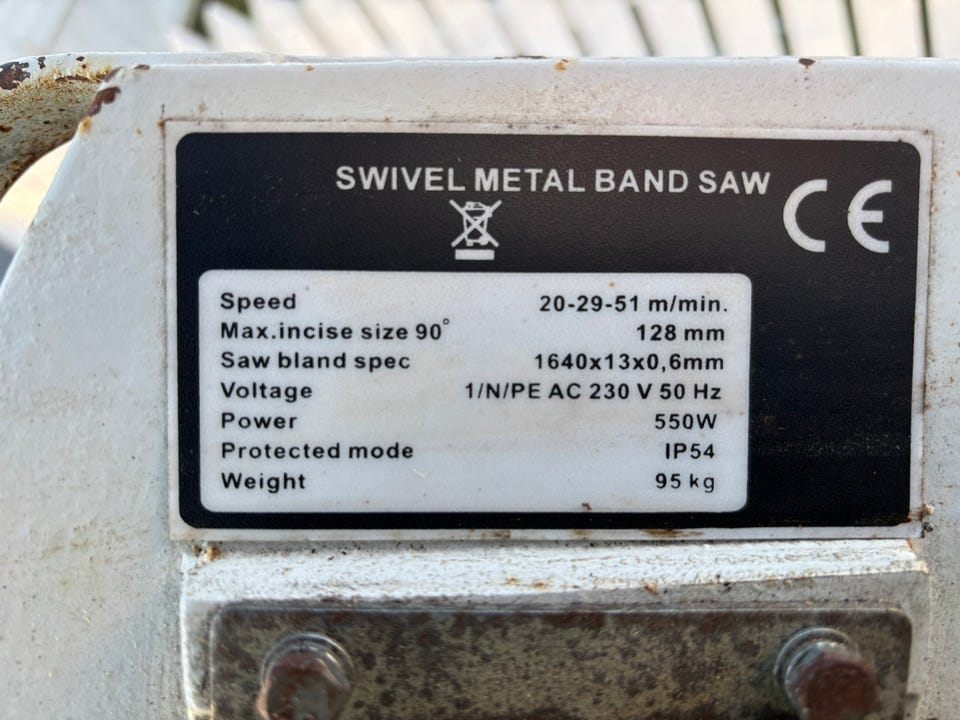 SWIVEL METAL BAND SAW
CE
Speed 20-29-51 m/min.
Max.incise size 90° 128 mm
Saw bland spec 1640x13x0,6mm
Voltage 1/N/PE AC 230 V 50 Hz
Power 550W
Protected mode IP54
Weight 95 kg